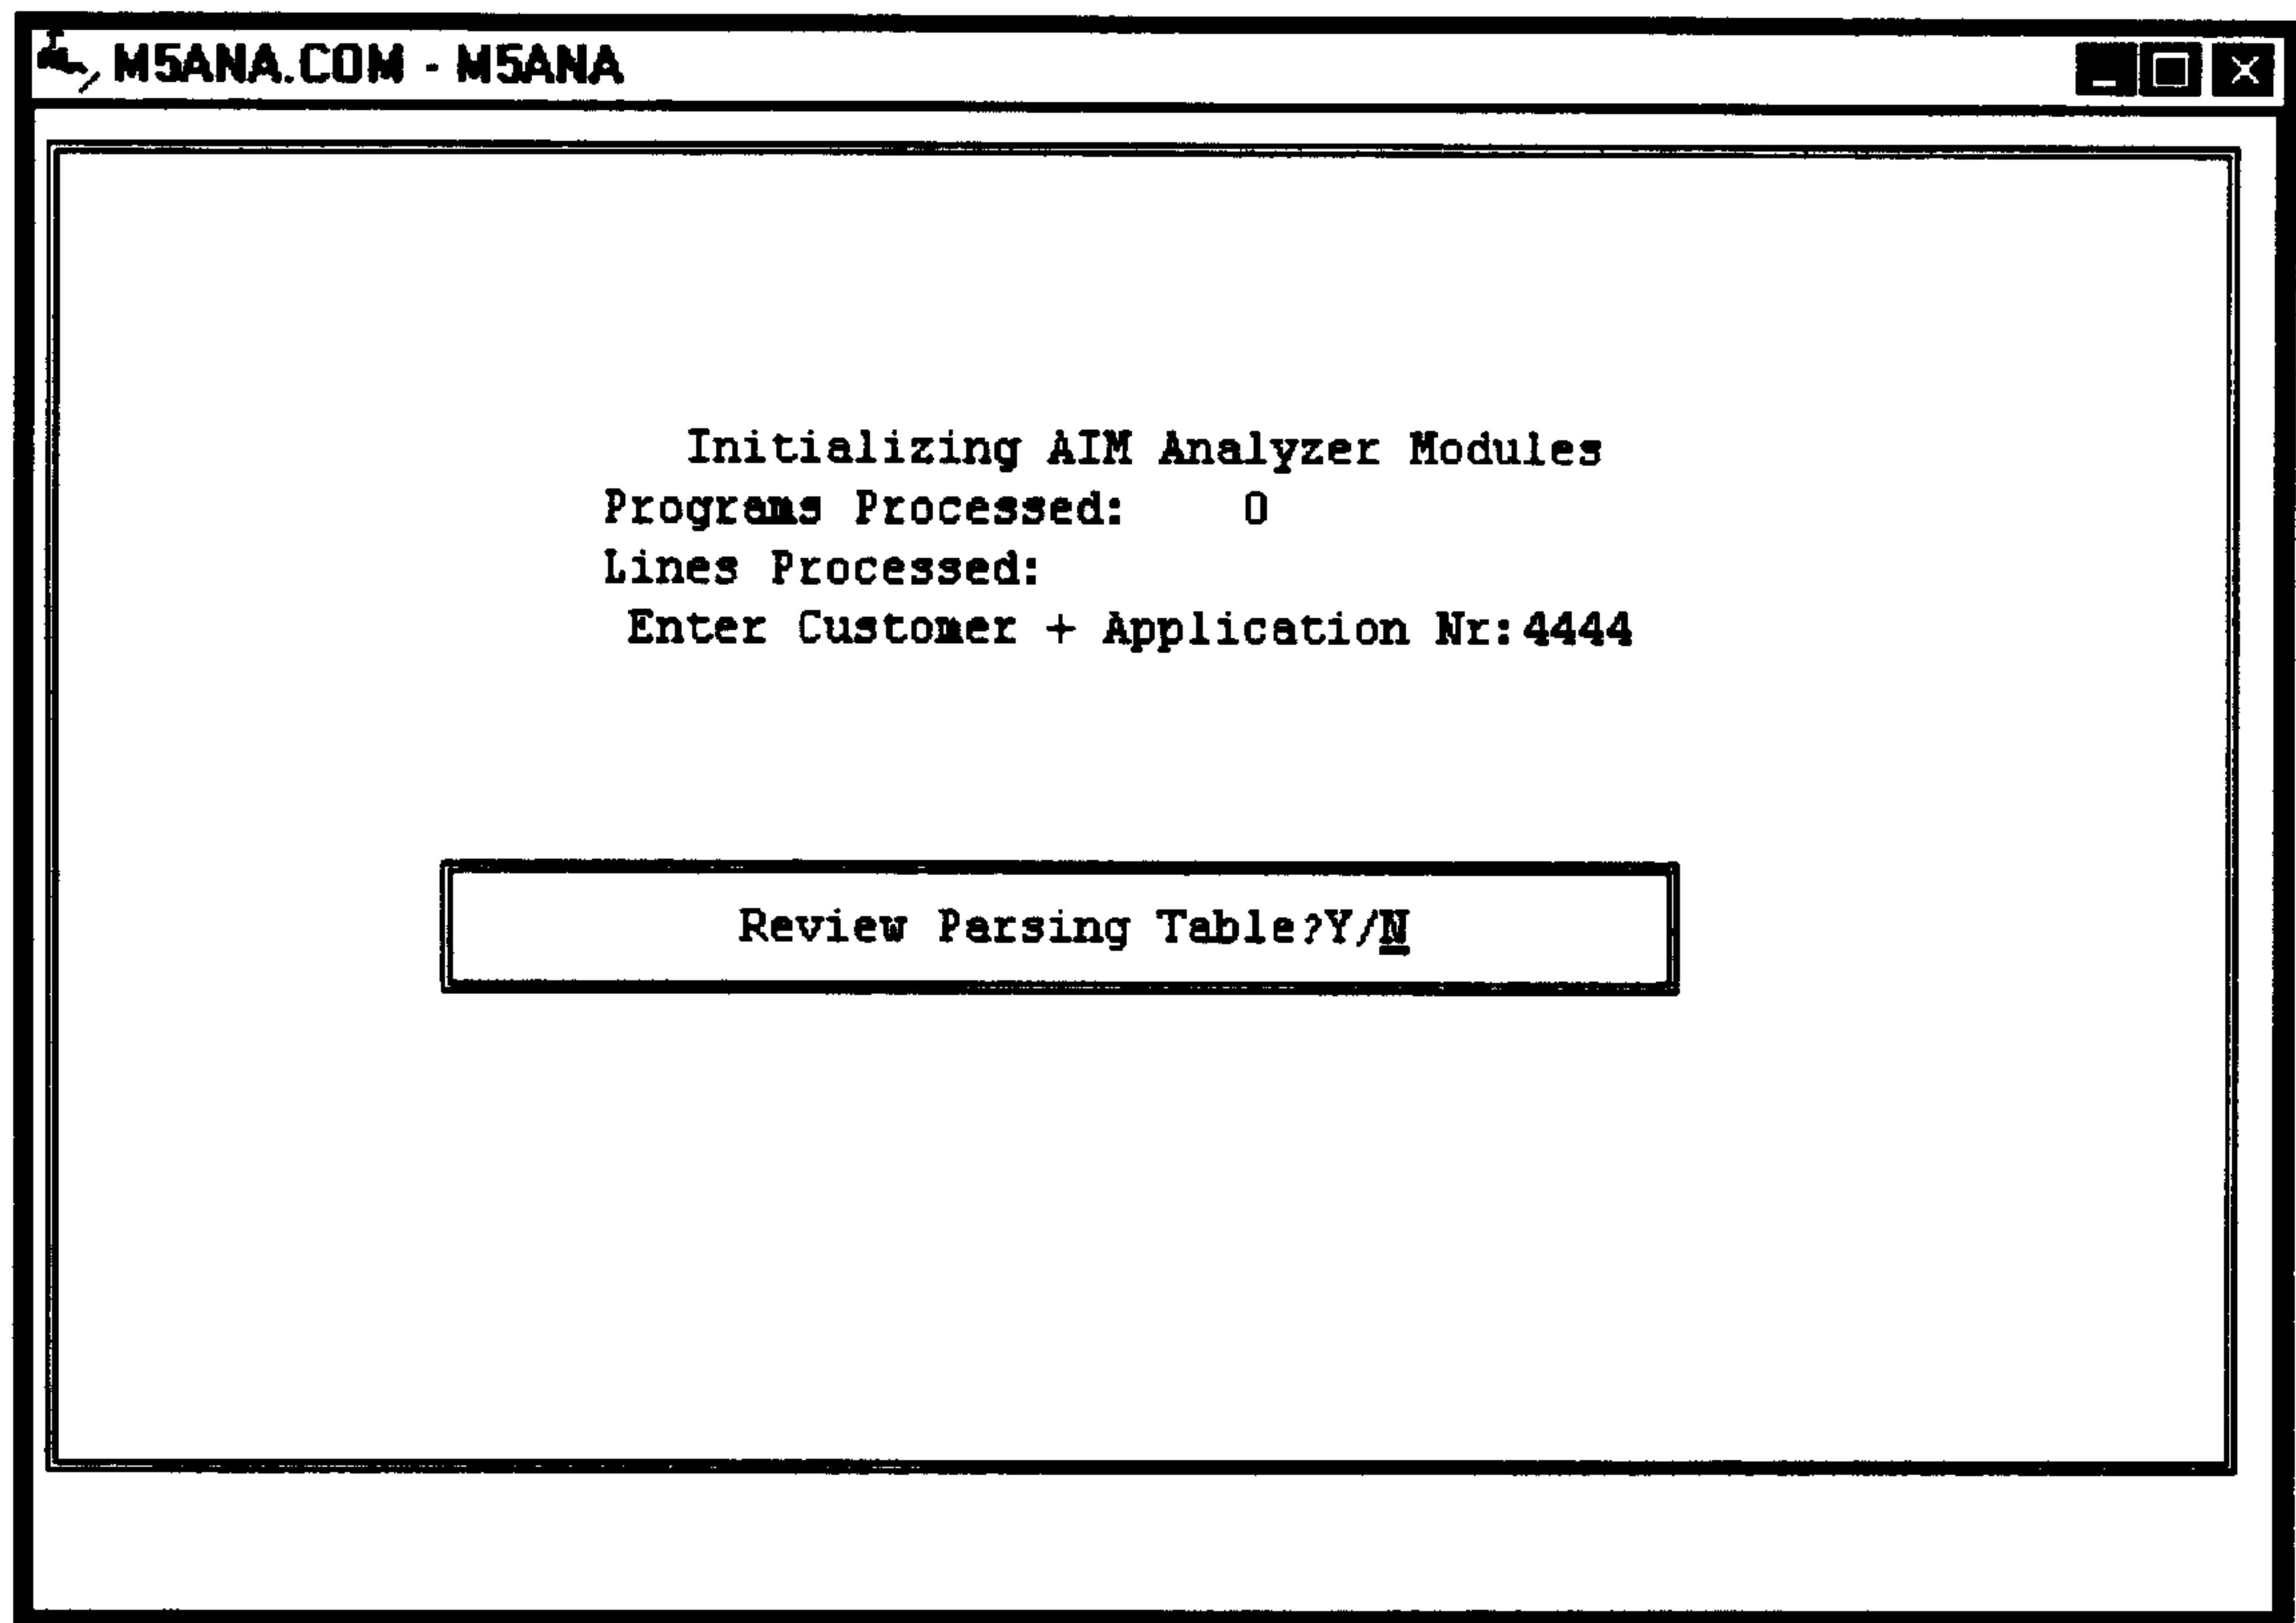 M5ANA.COM - M5ANA
Initializing AIM Analyzer Modules
Programs Processed: 0
Lines Processed:
Enter Customer + Application Nr:4444
Review Parsing Table?Y/N